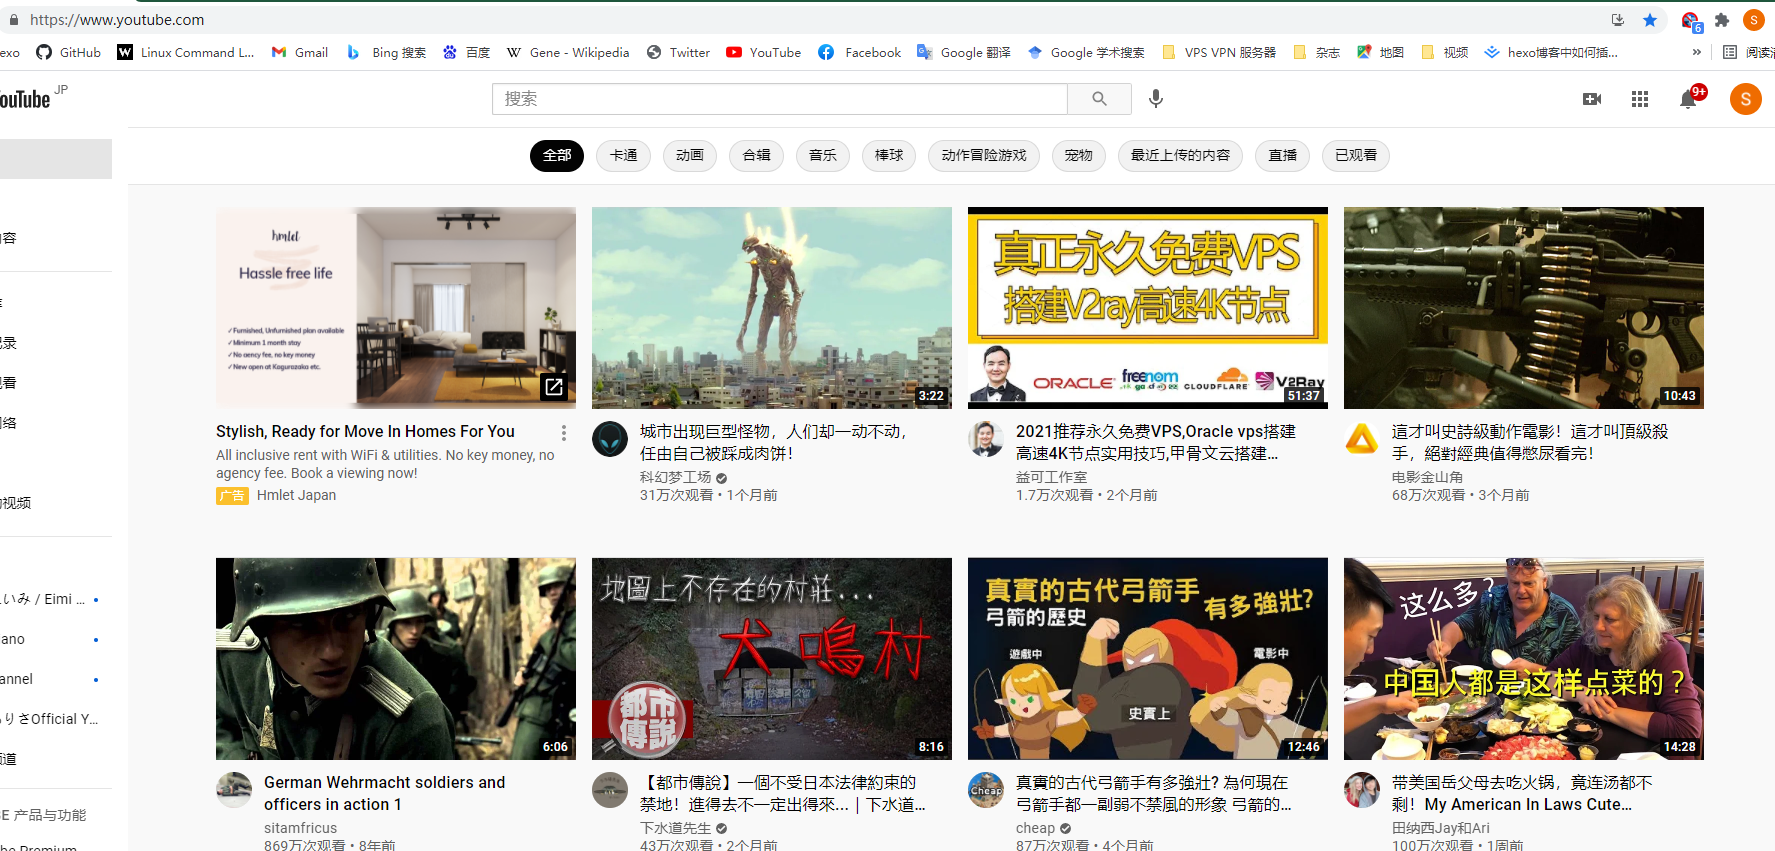 https://www.youtube.com
6
S
exo
GitHub
Linux Command L...
Gmail
Bing 搜索
百度
Gene - Wikipedia
Twitter
YouTube
Facebook
Google 翻译
Google 学术搜索
VPS VPN 服务器
杂志
地图
视频
hexo博客中如何插...
»
YouTube JP
搜索
9+
S
全部
卡通
动画
合辑
音乐
棒球
动作冒险游戏
宠物
最近上传的内容
直播
已观看
容
录
看
络
视频
いみ / Eimi ...
ano
annel
りさOfficial Y...
道
E 产品与功能
be Premium
hmlet
Hassle free life
✓Furnished, Unfurnished plan available
✓Minimum 1 month stay
✓No aency fee, no key money
✓New open at Kagurazaka etc.
Stylish, Ready for Move In Homes For You
All inclusive rent with WiFi & utilities. No key money, no
agency fee. Book a viewing now!
广告 Hmlet Japan
3:22
城市出现巨型怪物，人们却一动不动，
任由自己被踩成肉饼！
科幻梦工场
31万次观看 • 1个月前
真正永久免费VPS
搭建V2ray高速4K节点
ORACLE
freenom
CLOUDFLARE
V2Ray
51:37
2021推荐永久免费VPS,Oracle vps搭建
高速4K节点实用技巧,甲骨文云搭建...
益可工作室
1.7万次观看 • 2个月前
10:43
這才叫史詩級動作電影！這才叫頂級殺
手，絕對經典值得憋尿看完！
电影金山角
68万次观看 • 3个月前
6:06
German Wehrmacht soldiers and
officers in action 1
sitamfricus
869万次观看 • 8年前
地圖上不存在的村莊...
犬鳴村
都市
傳說
8:16
【都市傳說】一個不受日本法律約束的
禁地！進得去不一定出得來... | 下水道...
下水道先生
43万次观看 • 2个月前
真實的古代弓箭手
有多強壯?
弓箭的歷史
遊戲中
電影中
史實上
12:46
Cheap
真實的古代弓箭手有多強壯? 為何現在
弓箭手都一副弱不禁風的形象 弓箭的...
cheap
87万次观看 • 4个月前
这么多？
中国人都是这样点菜的？
14:28
带美国岳父母去吃火锅，竟连汤都不
剩！My American In Laws Cute...
田纳西Jay和Ari
100万次观看 • 1周前